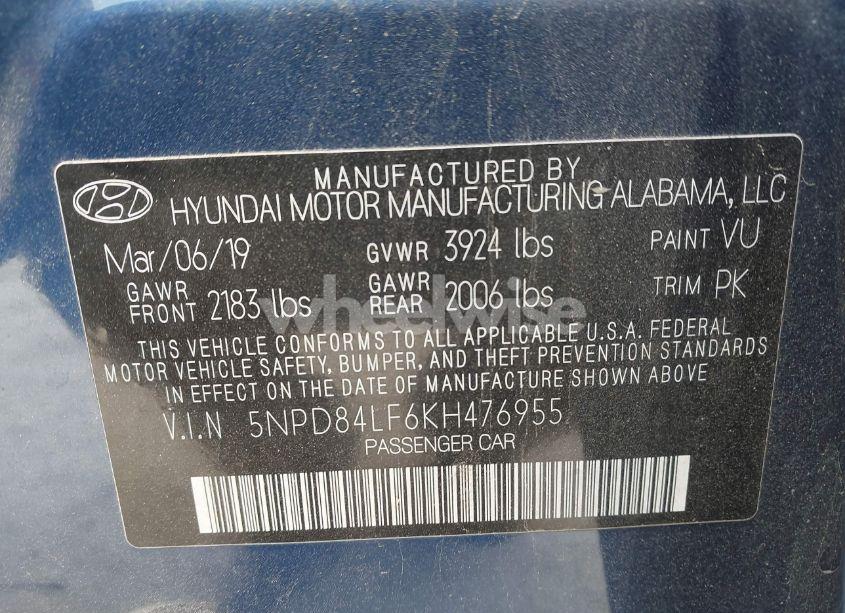 MANUFACTURED BY
HYUNDAI MOTOR MANUFACTURING ALABAMA, LLC
Mar/06/19 GVWR 3924 lbs PAINT VU
GAWR FRONT 2183 lbs GAWR REAR 2006 lbs TRIM PK
wheelwise
THIS VEHICLE CONFORMS TO ALL APPLICABLE U.S.A. FEDERAL
MOTOR VEHICLE SAFETY, BUMPER, AND THEFT PREVENTION STANDARDS
IN EFFECT ON THE DATE OF MANUFACTURE SHOWN ABOVE
V.I.N 5NPD84LF6KH476955
PASSENGER CAR